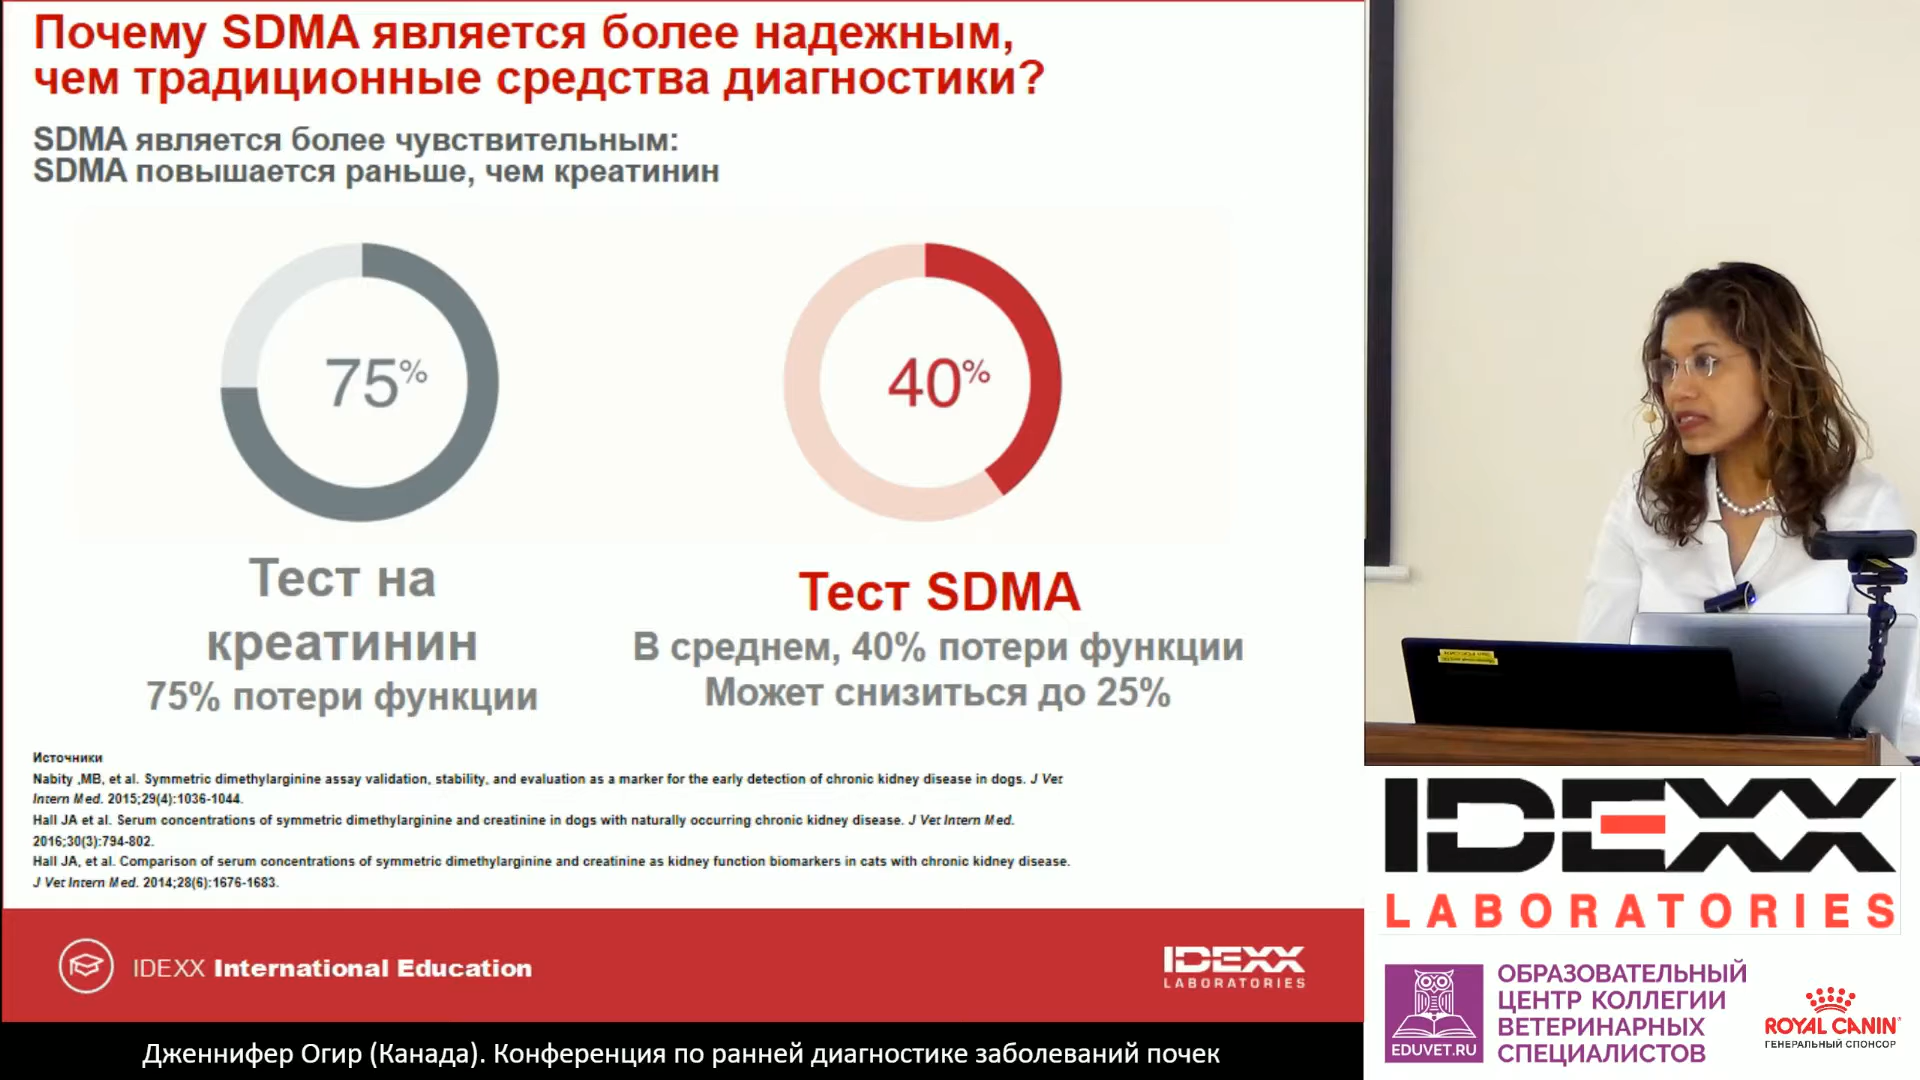 Почему SDMA является более надежным,
чем традиционные средства диагностики?
SDMA является более чувствительным:
SDMA повышается раньше, чем креатинин
75%
40%
Тест на
креатинин
75% потери функции
Тест SDMA
В среднем, 40% потери функции
Может снизиться до 25%
Источники
Nabity ,MB, et al. Symmetric dimethylarginine assay validation, stability, and evaluation as a marker for the early detection of chronic kidney disease in dogs. J Vet
Intern Med. 2015;29(4):1036-1044.
Hall JA et al. Serum concentrations of symmetric dimethylarginine and creatinine in dogs with naturally occurring chronic kidney disease. J Vet Intern Med.
2016;30(3):794-802.
Hall JA, et al. Comparison of serum concentrations of symmetric dimethylarginine and creatinine as kidney function biomarkers in cats with chronic kidney disease.
J Vet Intern Med. 2014;28(6):1676-1683.
IDEXX International Education
IDEXX
LABORATORIES
Дженнифер Огир (Канада). Конференция по ранней диагностике заболеваний почек
IDEXX
LABORATORIES
EDUVET.RU
ОБРАЗОВАТЕЛЬНЫЙ
ЦЕНТР КОЛЛЕГИИ
ВЕТЕРИНАРНЫХ
СПЕЦИАЛИСТОВ
ROYAL CANIN
ГЕНЕРАЛЬНЫЙ СПОНСОР